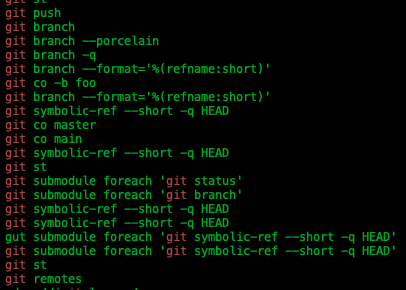 git st
git push
git branch
git branch --porcelain
git branch -q
git branch --format='%(refname:short)'
git co -b foo
git branch --format='%(refname:short)'
git symbolic-ref --short -q HEAD
git co master
git co main
git symbolic-ref --short -q HEAD
git st
git submodule foreach 'git status'
git submodule foreach 'git branch'
git symbolic-ref --short -q HEAD
git symbolic-ref --short -q HEAD
gut submodule foreach 'git symbolic-ref --short -q HEAD'
git submodule foreach 'git symbolic-ref --short -q HEAD'
git st
git remotes